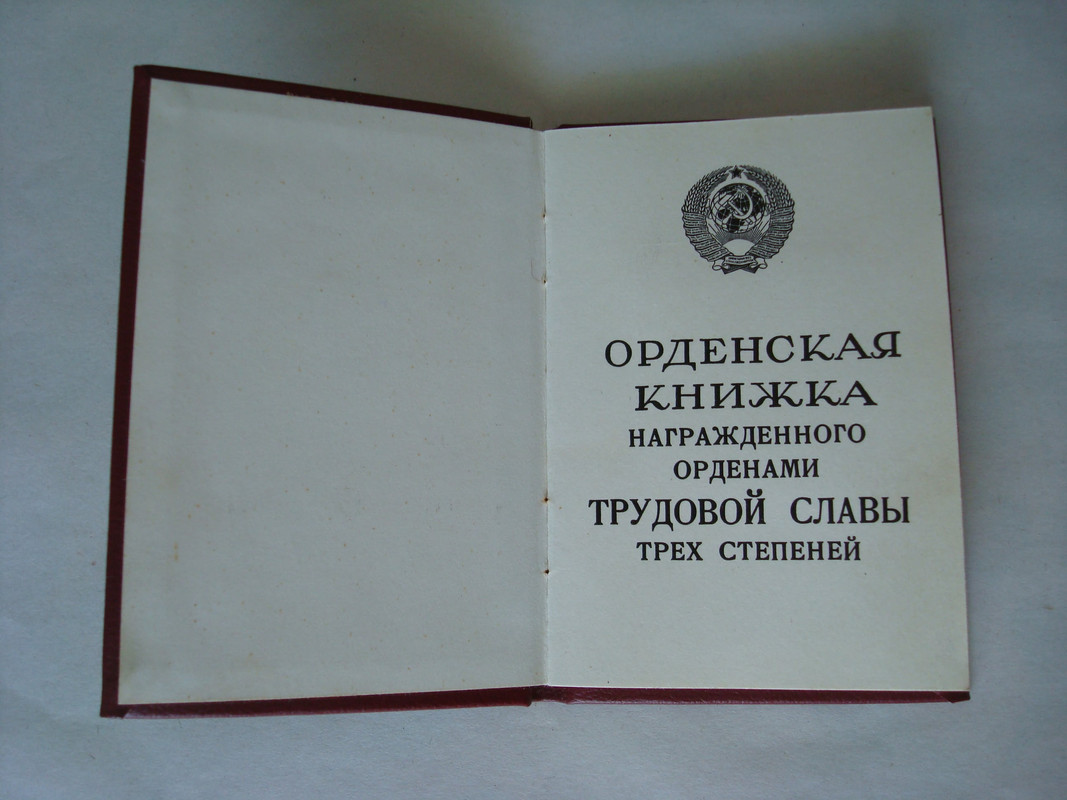 ОРДЕНСКАЯ
КНИЖКА
НАГРАЖДЕННОГО
ОРДЕНАМИ
ТРУДОВОЙ СЛАВЫ
ТРЕХ СТЕПЕНЕЙ